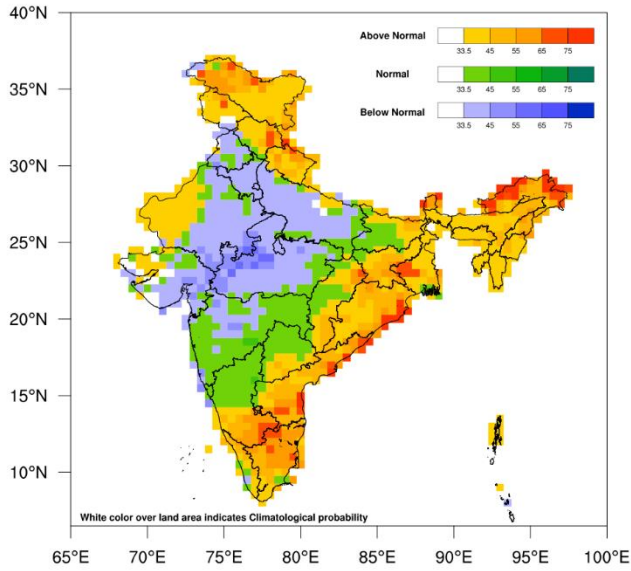 40°N
35°N
30°N
25°N
20°N
15°N
10°N
Above Normal
33.5 45 55 65 75
Normal
33.5 45 55 65 75
Below Normal
33.5 45 55 65 75
White color over land area indicates Climatological probability
65°E 70°E 75°E 80°E 85°E 90°E 95°E 100°E